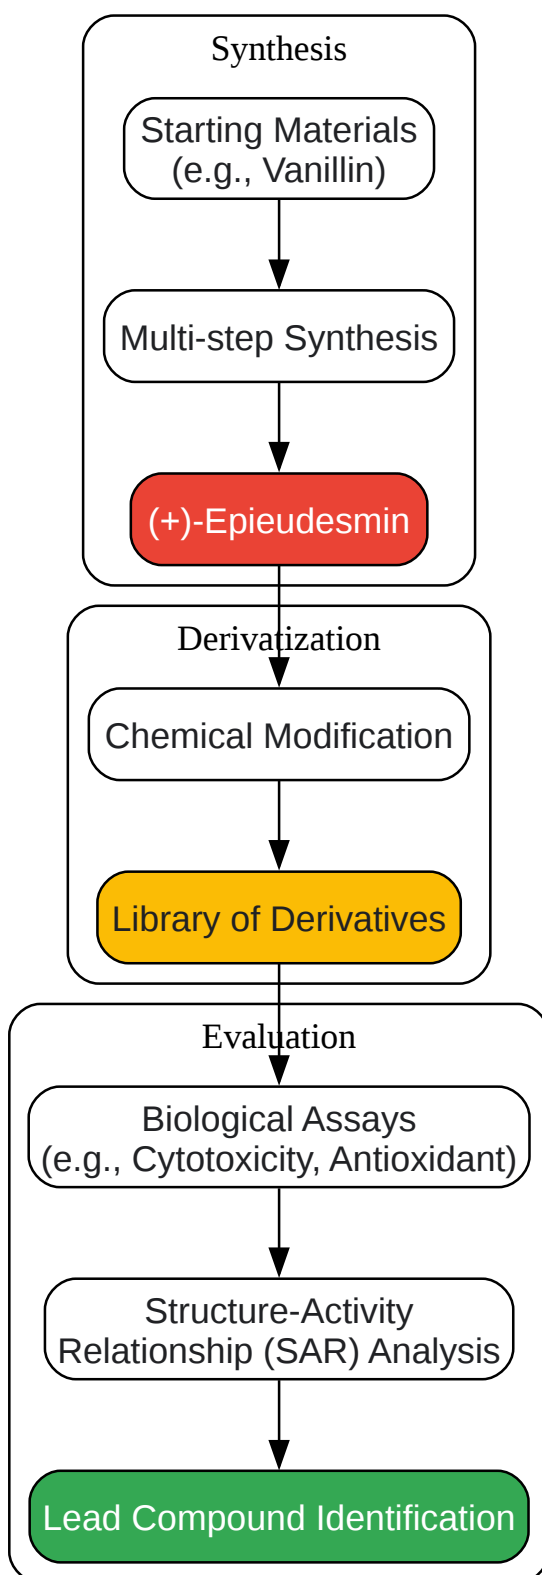 Synthesis
Starting Materials
(e.g., Vanillin)
Multi-step Synthesis
(+)-Epieudesmin
Derivatization
Chemical Modification
Library of Derivatives
Evaluation
Biological Assays
(e.g., Cytotoxicity, Antioxidant)
Structure-Activity
Relationship (SAR) Analysis
Lead Compound Identification